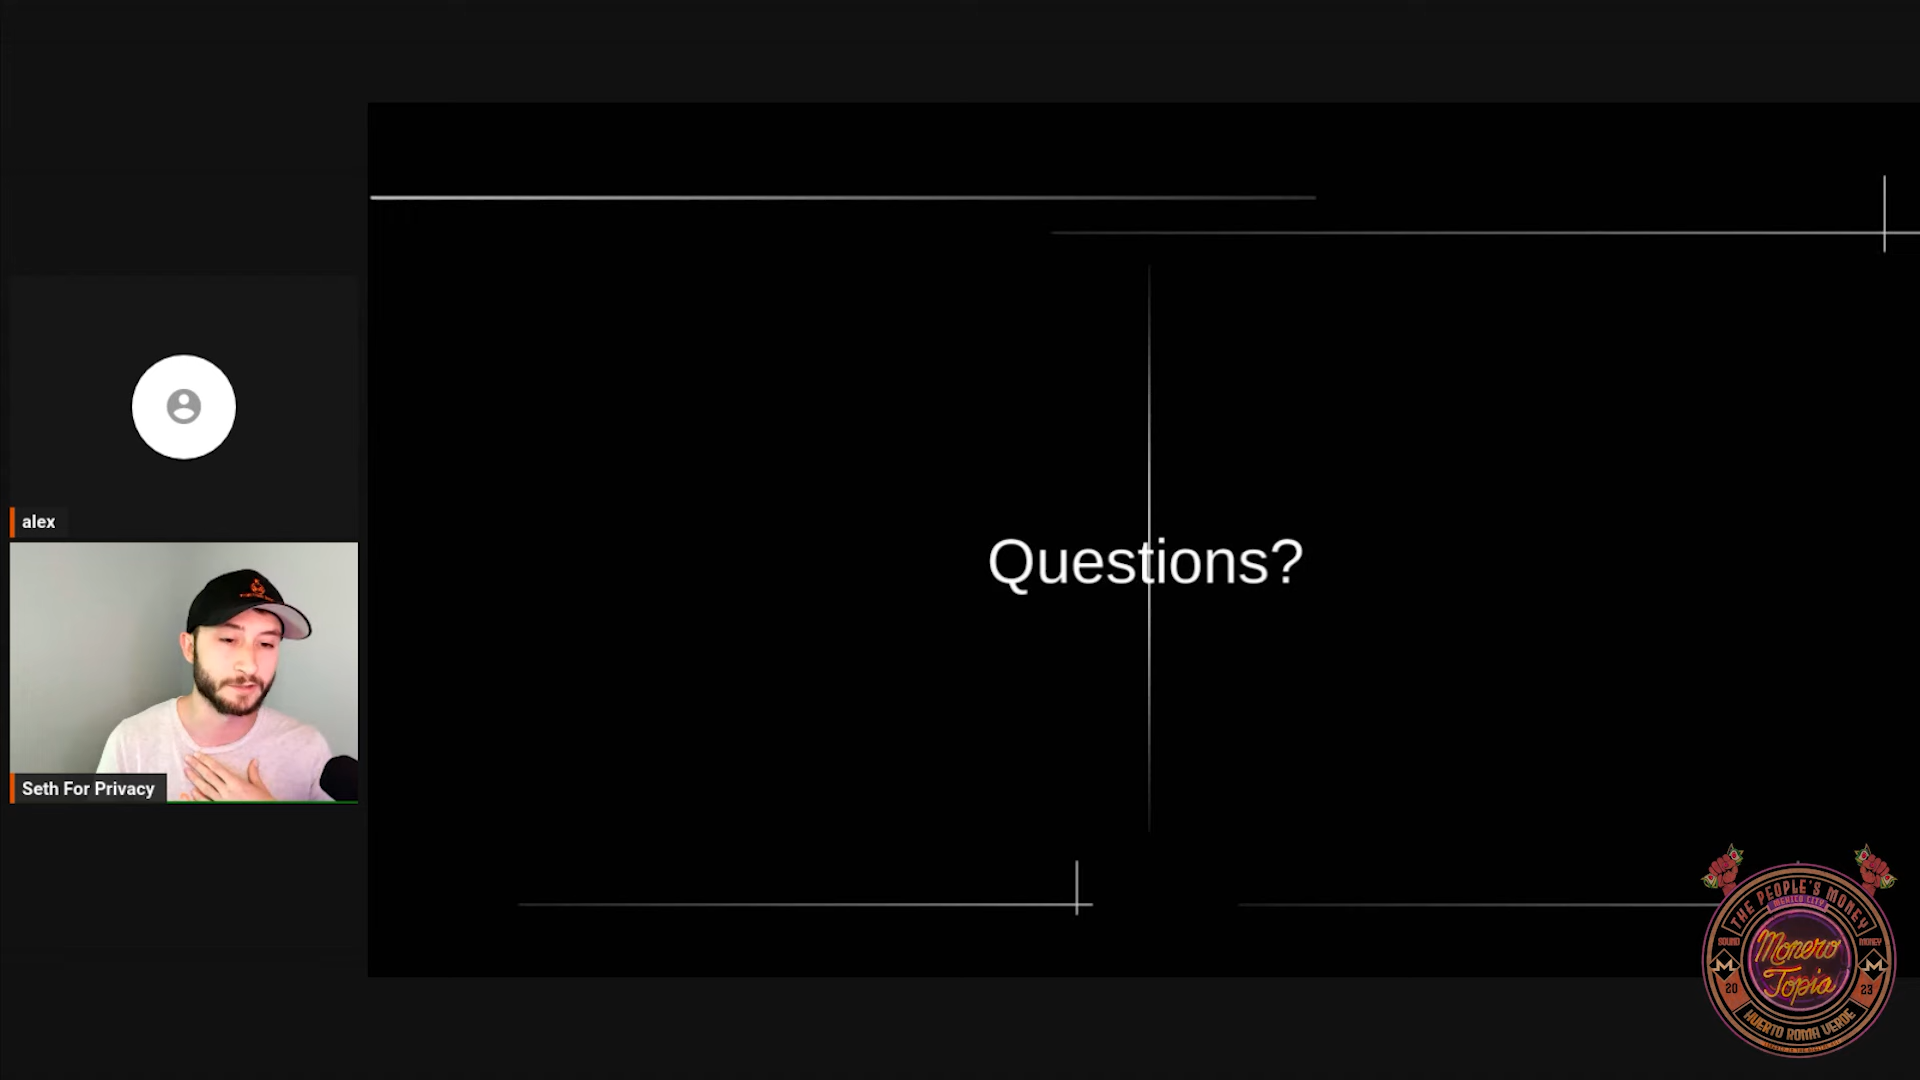 alex
Seth For Privacy
Questions?
THE PEOPLE'S MONEY
MEXICO CITY
SOUND
MONEY
Monero
Topia
20
23
HUERTO ROMA VERDE